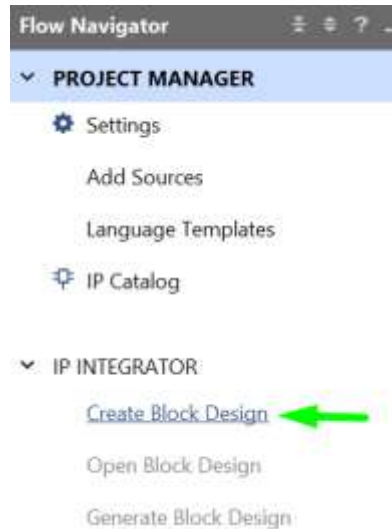 Flow Navigator ?
PROJECT MANAGER
Settings
Add Sources
Language Templates
IP Catalog
IP INTEGRATOR
Create Block Design
Open Block Design
Generate Block Design